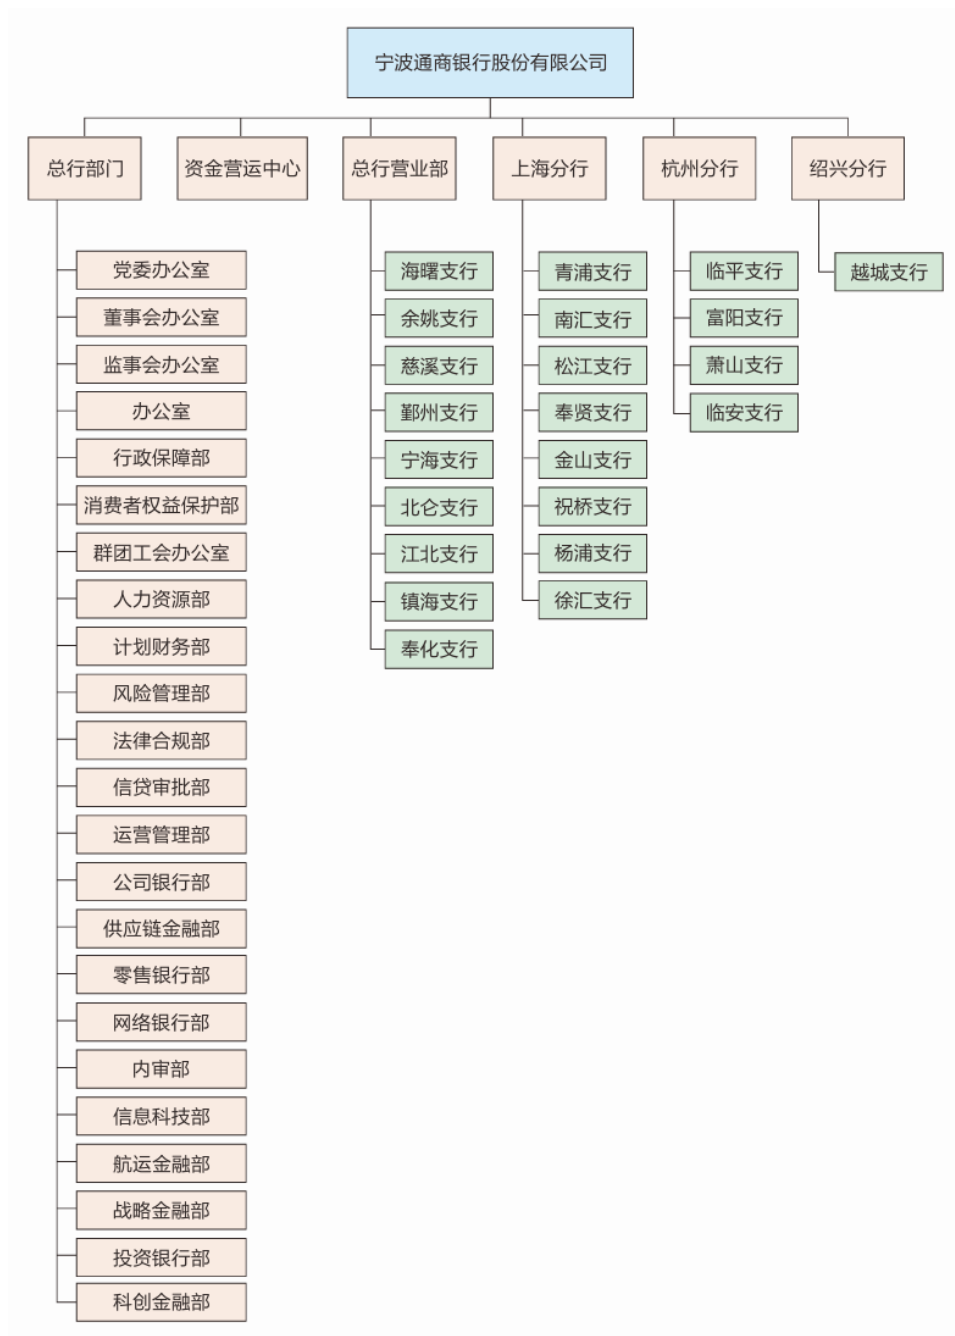 宁波通商银行股份有限公司
总行部门
资金营运中心
总行营业部
上海分行
杭州分行
绍兴分行
党委办公室
董事会办公室
监事会办公室
办公室
行政保障部
消费者权益保护部
群团工会办公室
人力资源部
计划财务部
风险管理部
法律合规部
信贷审批部
运营管理部
公司银行部
供应链金融部
零售银行部
网络银行部
内审部
信息科技部
航运金融部
战略金融部
投资银行部
科创金融部
海曙支行
余姚支行
慈溪支行
鄞州支行
宁海支行
北仑支行
江北支行
镇海支行
奉化支行
青浦支行
南汇支行
松江支行
奉贤支行
金山支行
祝桥支行
杨浦支行
徐汇支行
临平支行
富阳支行
萧山支行
临安支行
越城支行